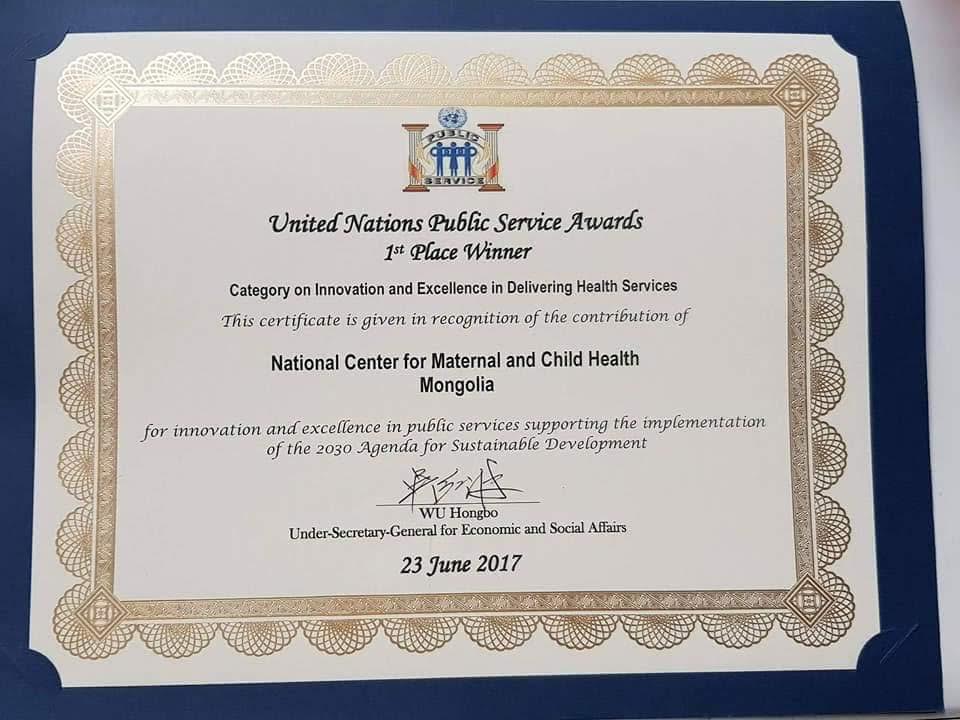 PUBLIC
SERVICE
United Nations Public Service Awards
1st Place Winner
Category on Innovation and Excellence in Delivering Health Services
This certificate is given in recognition of the contribution of
National Center for Maternal and Child Health
Mongolia
for innovation and excellence in public services supporting the implementation
of the 2030 Agenda for Sustainable Development
WU Hongbo
Under-Secretary-General for Economic and Social Affairs
23 June 2017